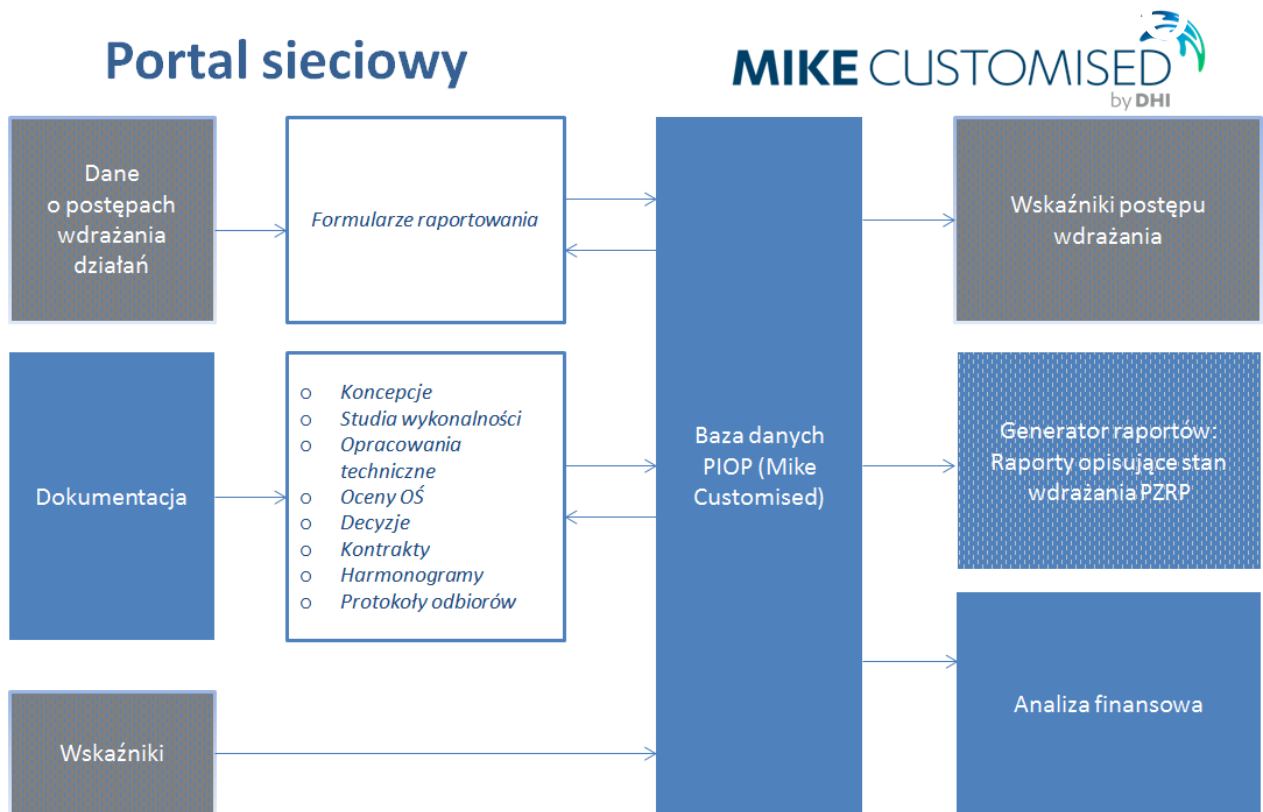 Portal sieciowy
MIKE CUSTOMISED
by DHI
Dane
o postępach
wdrażania
działań
Formularze raportowania
Wskaźniki postępu
wdrażania
Dokumentacja
o Koncepcje
o Studia wykonalności
o Opracowania
techniczne
o Oceny OŚ
o Decyzje
o Kontrakty
o Harmonogramy
o Protokoły odbiorów
Baza danych
PIOP (Mike
Customised)
Generator raportów:
Raporty opisujące stan
wdrażania PZRP
Wskaźniki
Analiza finansowa